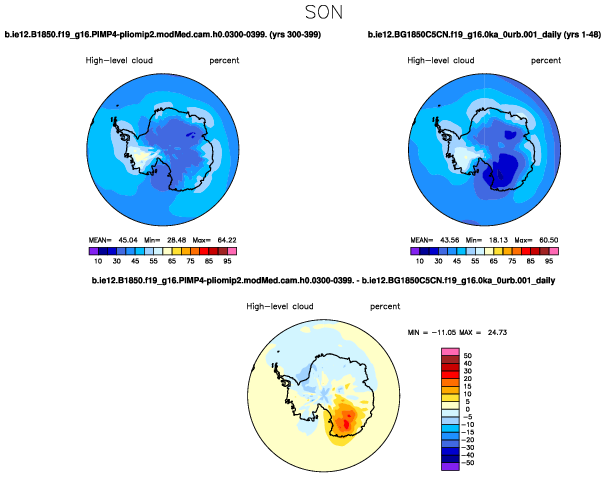 SON
b.ie12.B1850.f19_g16.PIMP4-pliomip2.modMed.cam.h0.0300-0399. (yrs 300-399)
b.ie12.BG1850C5CN.f19_g16.0ka_0urb.001_daily (yrs 1-48)
High-level cloud percent
High-level cloud percent
MEAN= 45.04 Min= 28.48 Max= 64.22
MEAN= 43.56 Min= 18.13 Max= 60.50
10 30 45 55 65 75 85 95
10 30 45 55 65 75 85 95
b.ie12.B1850.f19_g16.PIMP4-pliomip2.modMed.cam.h0.0300-0399. - b.ie12.BG1850C5CN.f19_g16.0ka_0urb.001_daily
High-level cloud percent
MIN = -11.05 MAX = 24.73
50
40
30
20
15
10
5
0
-5
-10
-15
-20
-30
-40
-50